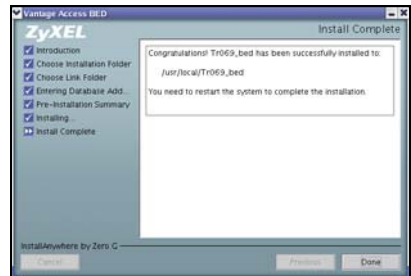 Vantage Access BED
ZyXEL
Install Complete
Introduction
Choose Installation Folder
Choose Link Folder
Entering Database Add...
Pre-Installation Summary
Installing...
Install Complete
Congratulations! Tr069_bed has been successfully installed to:
/usr/local/Tr069_bed
You need to restart the system to complete the installation.
InstallAnywhere by Zero G
Cancel
Previous
Done